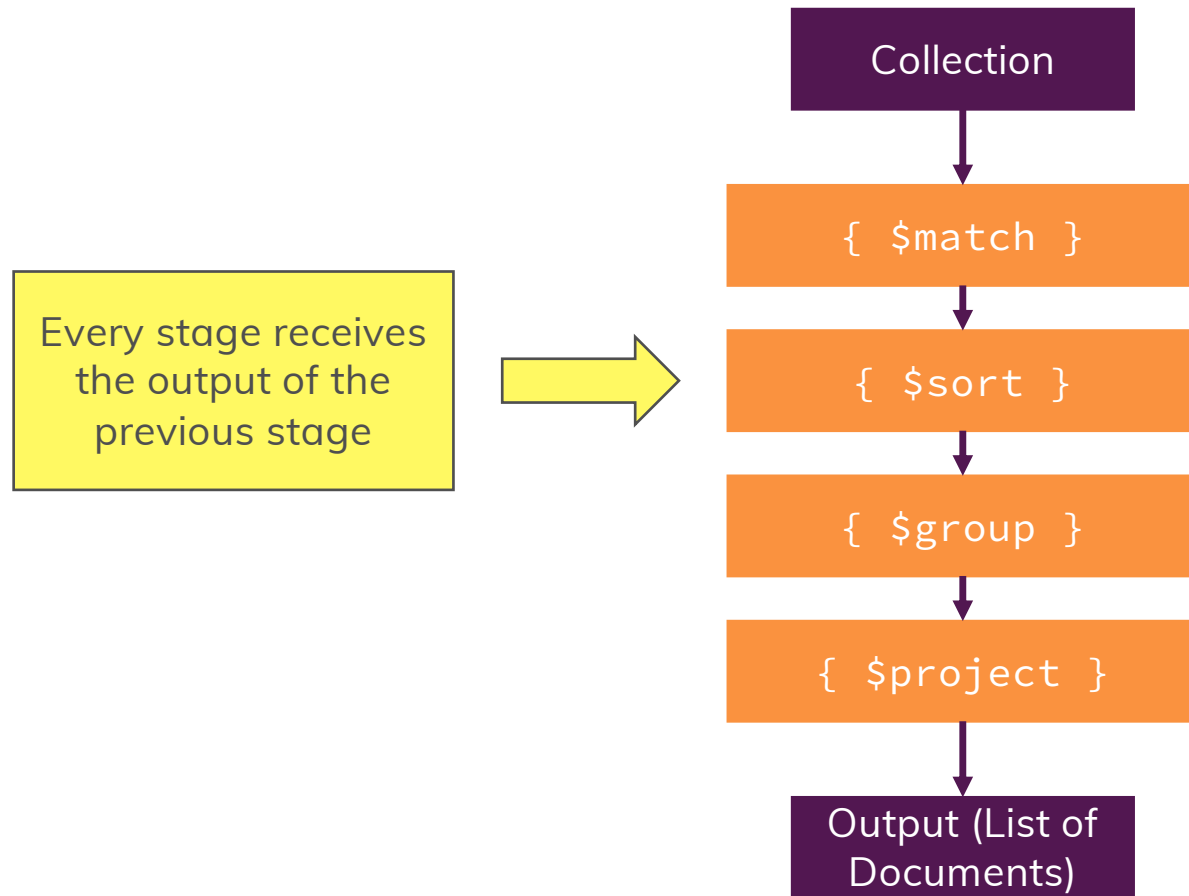 Collection
{ $match }
Every stage receives
the output of the
previous stage
{ $sort }
{ $group }
{ $project }
Output (List of
Documents)